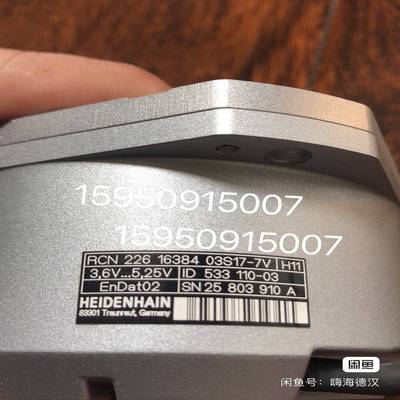 15950915007
15950915007
RCN 226 16384 03S17-7V H11
3,6V...5,25V ID 533 110-03
EnDat02 SN 25 803 910 A
HEIDENHAIN
83301 Traunreut, Germany
闲鱼
闲鱼号：嗨海德汉